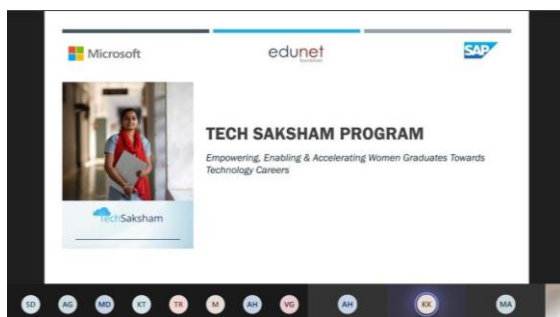 Microsoft
edunet
foundation
SAP
TECH SAKSHAM PROGRAM
Empowering, Enabling & Accelerating Women Graduates Towards
Technology Careers
TechSaksham
SD AG MD KT TR M AH VG AH KK MA